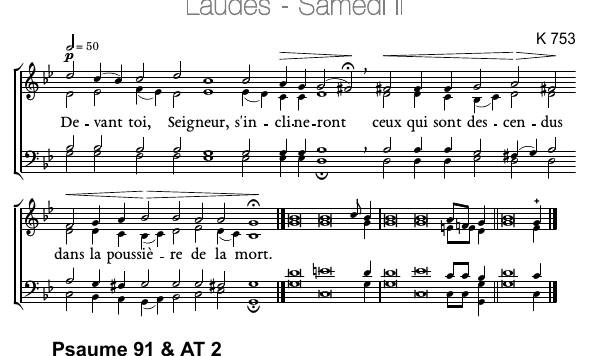 Laudes - Samedi II
𝅗𝅥 = 50
p
K 753
De - vant toi, Seigneur, s'in - cli-ne-ront ceux qui sont des - cen - dus
dans la poussiè - re de la mort.
Psaume 91 & AT 2